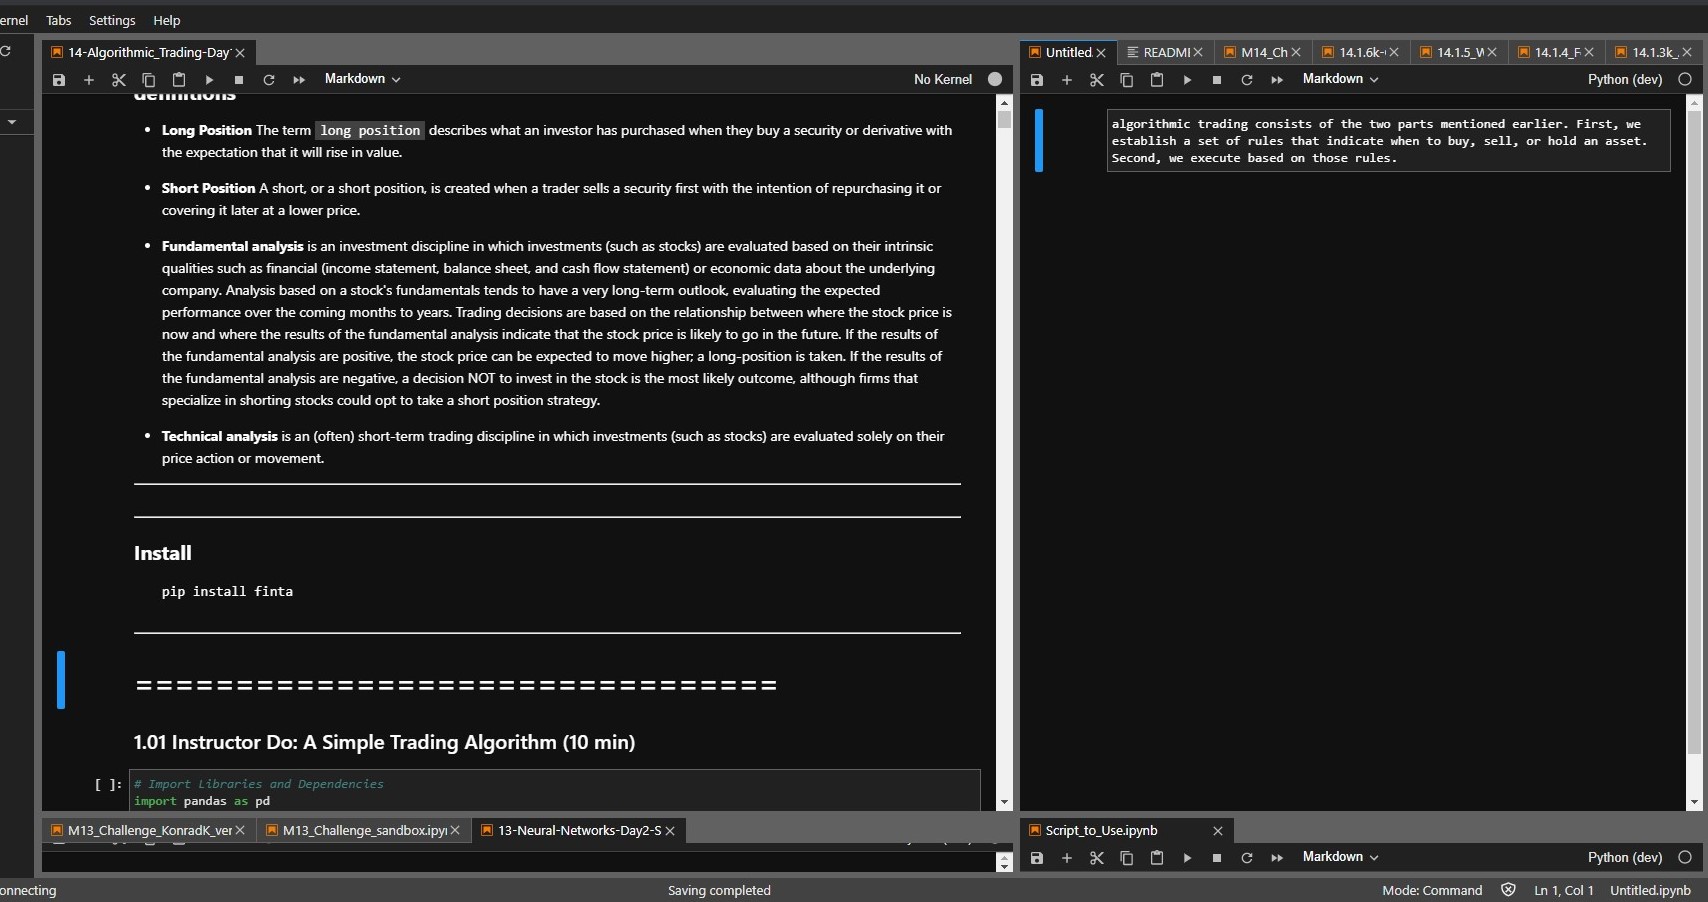 ernel Tabs Settings Help
14-Algorithmic_Trading-Day
Markdown
No Kernel
definitions
Long Position The term long position describes what an investor has purchased when they buy a security or derivative with
the expectation that it will rise in value.
Short Position A short, or a short position, is created when a trader sells a security first with the intention of repurchasing it or
covering it later at a lower price.
Fundamental analysis is an investment discipline in which investments (such as stocks) are evaluated based on their intrinsic
qualities such as financial (income statement, balance sheet, and cash flow statement) or economic data about the underlying
company. Analysis based on a stock's fundamentals tends to have a very long-term outlook, evaluating the expected
performance over the coming months to years. Trading decisions are based on the relationship between where the stock price is
now and where the results of the fundamental analysis indicate that the stock price is likely to go in the future. If the results of
the fundamental analysis are positive, the stock price can be expected to move higher; a long-position is taken. If the results of
the fundamental analysis are negative, a decision NOT to invest in the stock is the most likely outcome, although firms that
specialize in shorting stocks could opt to take a short position strategy.
Technical analysis is an (often) short-term trading discipline in which investments (such as stocks) are evaluated solely on their
price action or movement.
Install
pip install finta
================================
1.01 Instructor Do: A Simple Trading Algorithm (10 min)
[ ]: # Import Libraries and Dependencies
import pandas as pd
M13_Challenge_KonradK_ver M13_Challenge_sandbox.ipy 13-Neural-Networks-Day2-S
Untitled. READMI M14_Ch 14.1.6k- 14.1.5_W 14.1.4_F 14.1.3k_
Markdown
Python (dev)
algorithmic trading consists of the two parts mentioned earlier. First, we
establish a set of rules that indicate when to buy, sell, or hold an asset.
Second, we execute based on those rules.
Script_to_Use.ipynb
Markdown
Python (dev)
onnecting
Saving completed
Mode: Command Ln 1, Col 1 Untitled.ipynb